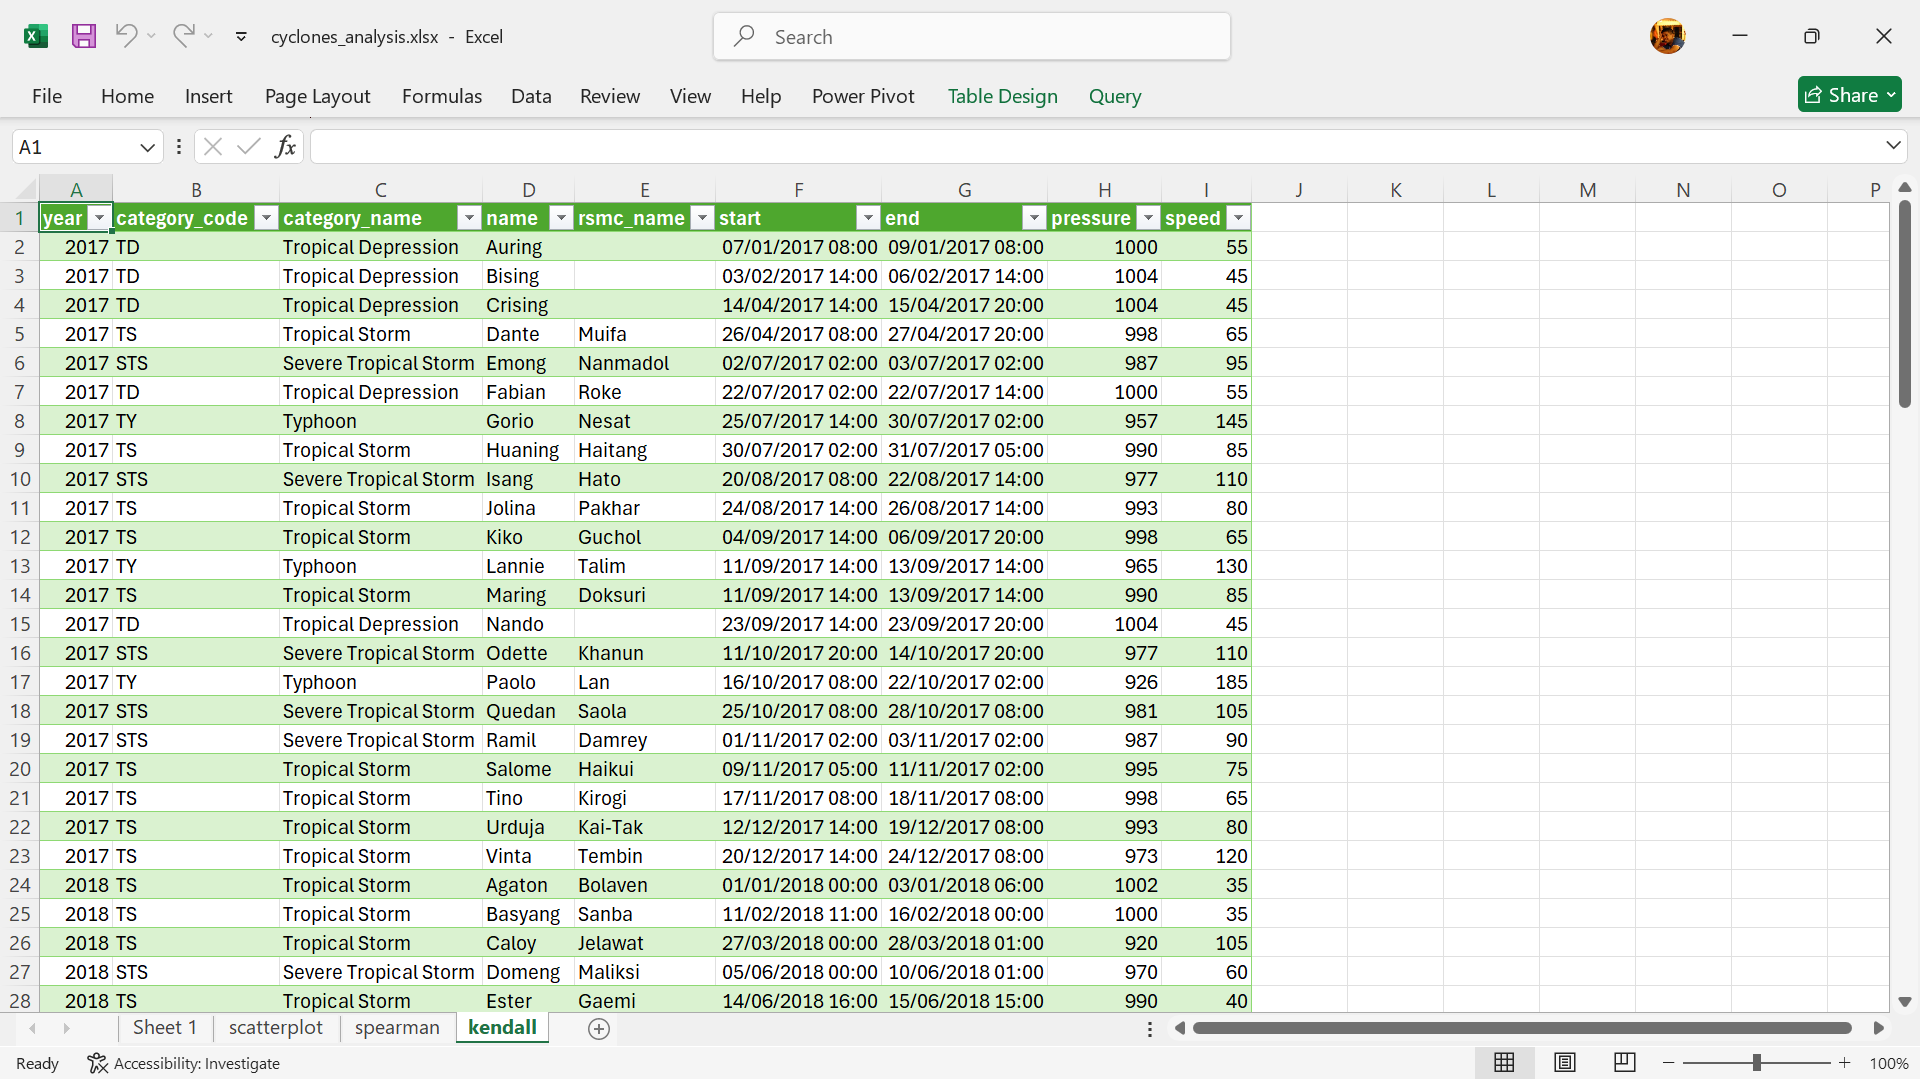 cyclones_analysis.xlsx - Excel
Search
File Home Insert Page Layout Formulas Data Review View Help Power Pivot Table Design Query Share
A1 fx
A B C D E F G H I J K L M N O P
1 year category_code category_name name rsmc_name start end pressure speed
2 2017 TD Tropical Depression Auring 07/01/2017 08:00 09/01/2017 08:00 1000 55
3 2017 TD Tropical Depression Bising 03/02/2017 14:00 06/02/2017 14:00 1004 45
4 2017 TD Tropical Depression Crising 14/04/2017 14:00 15/04/2017 20:00 1004 45
5 2017 TS Tropical Storm Dante Muifa 26/04/2017 08:00 27/04/2017 20:00 998 65
6 2017 STS Severe Tropical Storm Emong Nanmadol 02/07/2017 02:00 03/07/2017 02:00 987 95
7 2017 TD Tropical Depression Fabian Roke 22/07/2017 02:00 22/07/2017 14:00 1000 55
8 2017 TY Typhoon Gorio Nesat 25/07/2017 14:00 30/07/2017 02:00 957 145
9 2017 TS Tropical Storm Huaning Haitang 30/07/2017 02:00 31/07/2017 05:00 990 85
10 2017 STS Severe Tropical Storm Isang Hato 20/08/2017 08:00 22/08/2017 14:00 977 110
11 2017 TS Tropical Storm Jolina Pakhar 24/08/2017 14:00 26/08/2017 14:00 993 80
12 2017 TS Tropical Storm Kiko Guchol 04/09/2017 14:00 06/09/2017 20:00 998 65
13 2017 TY Typhoon Lannie Talim 11/09/2017 14:00 13/09/2017 14:00 965 130
14 2017 TS Tropical Storm Maring Doksuri 11/09/2017 14:00 13/09/2017 14:00 990 85
15 2017 TD Tropical Depression Nando 23/09/2017 14:00 23/09/2017 20:00 1004 45
16 2017 STS Severe Tropical Storm Odette Khanun 11/10/2017 20:00 14/10/2017 20:00 977 110
17 2017 TY Typhoon Paolo Lan 16/10/2017 08:00 22/10/2017 02:00 926 185
18 2017 STS Severe Tropical Storm Quedan Saola 25/10/2017 08:00 28/10/2017 08:00 981 105
19 2017 STS Severe Tropical Storm Ramil Damrey 01/11/2017 02:00 03/11/2017 02:00 987 90
20 2017 TS Tropical Storm Salome Haikui 09/11/2017 05:00 11/11/2017 02:00 995 75
21 2017 TS Tropical Storm Tino Kirogi 17/11/2017 08:00 18/11/2017 08:00 998 65
22 2017 TS Tropical Storm Urduja Kai-Tak 12/12/2017 14:00 19/12/2017 08:00 993 80
23 2017 TS Tropical Storm Vinta Tembin 20/12/2017 14:00 24/12/2017 08:00 973 120
24 2018 TS Tropical Storm Agaton Bolaven 01/01/2018 00:00 03/01/2018 06:00 1002 35
25 2018 TS Tropical Storm Basyang Sanba 11/02/2018 11:00 16/02/2018 00:00 1000 35
26 2018 TS Tropical Storm Caloy Jelawat 27/03/2018 00:00 28/03/2018 01:00 920 105
27 2018 STS Severe Tropical Storm Domeng Maliksi 05/06/2018 00:00 10/06/2018 01:00 970 60
28 2018 TS Tropical Storm Ester Gaemi 14/06/2018 16:00 15/06/2018 15:00 990 40
Sheet 1 scatterplot spearman kendall
Ready Accessibility: Investigate 100%